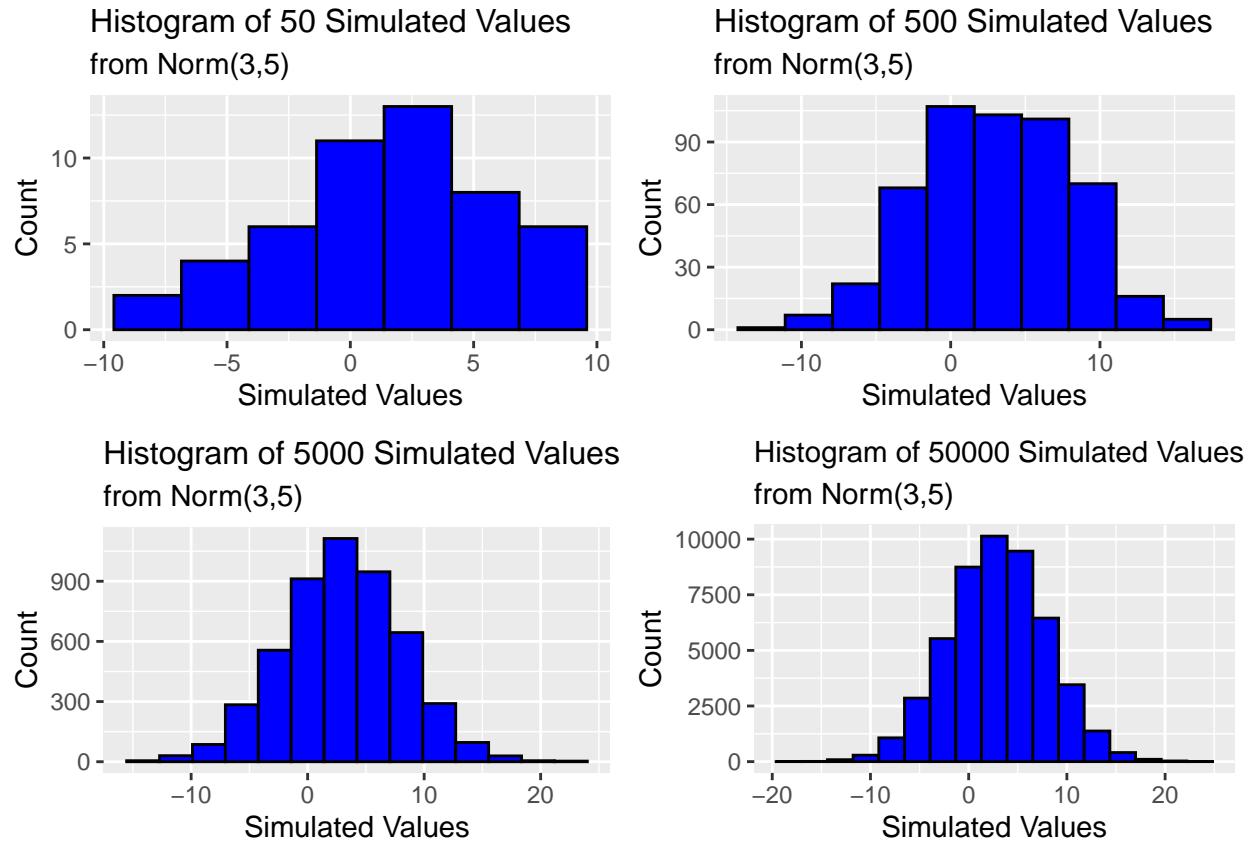 Histogram of 50 Simulated Values
from Norm(3,5)
10
5
0
Count
−10
−5
0
5
10
Simulated Values
Histogram of 500 Simulated Values
from Norm(3,5)
90
60
30
0
Count
−10
0
10
Simulated Values
Histogram of 5000 Simulated Values
from Norm(3,5)
900
600
300
0
Count
−10
0
10
20
Simulated Values
Histogram of 50000 Simulated Values
from Norm(3,5)
10000
7500
5000
2500
0
Count
−20
−10
0
10
20
Simulated Values